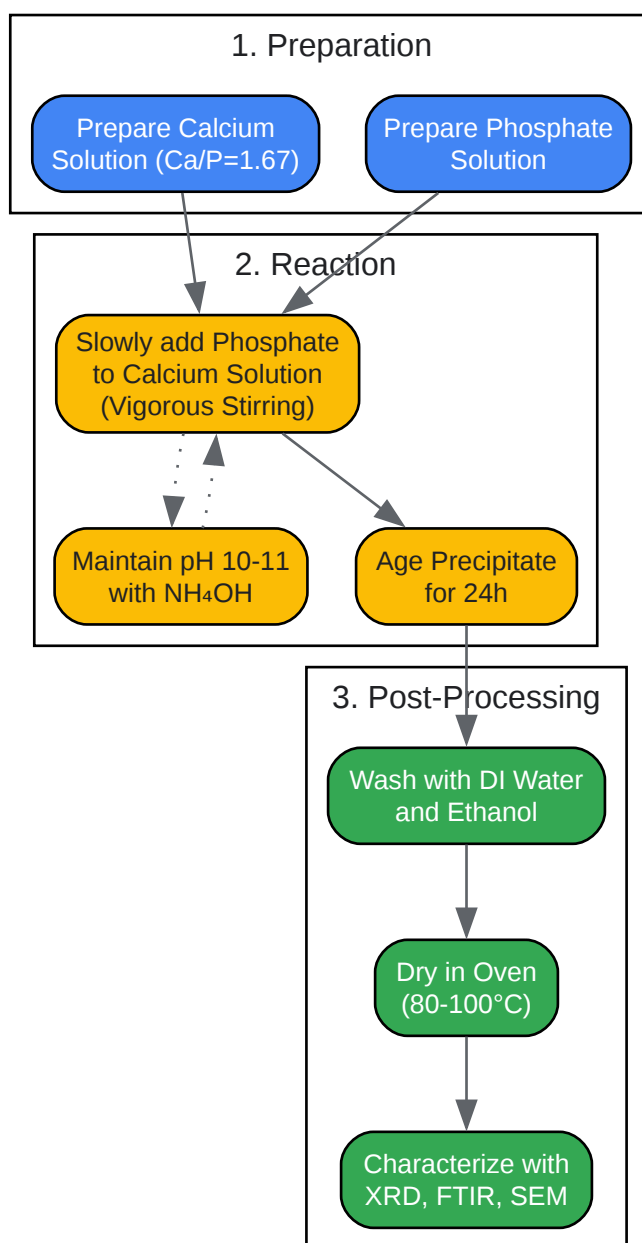 1. Preparation
Prepare Calcium
Solution (Ca/P=1.67)
Prepare Phosphate
Solution
2. Reaction
Slowly add Phosphate
to Calcium Solution
(Vigorous Stirring)
Maintain pH 10-11
with NH₄OH
Age Precipitate
for 24h
3. Post-Processing
Wash with DI Water
and Ethanol
Dry in Oven
(80-100°C)
Characterize with
XRD, FTIR, SEM